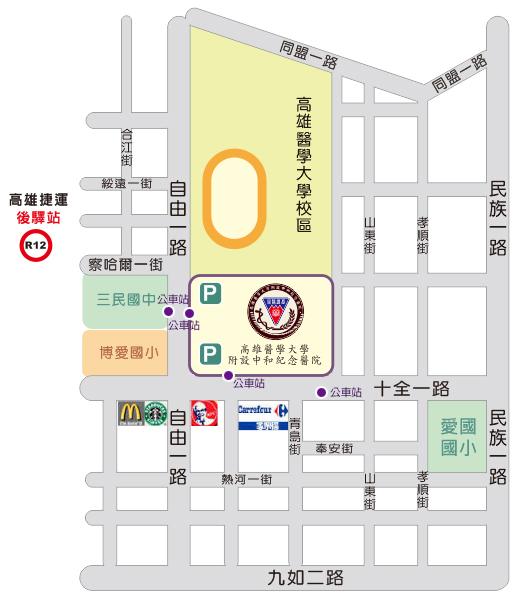 同盟一路
同盟一路
高雄醫學大學校區
合江街
綏遠一街
自由一路
民族一路
高雄捷運
後驛站
R12
山東街
孝順街
察哈爾一街
三民國中
公車站
公車站
P
P
高雄醫學大學
附設中和紀念醫院
博愛國小
公車站
公車站
十全一路
M
KFC
Carrefour
自由一路
青島街
奉安街
愛國
國小
民族一路
熱河一街
山東街
孝順街
九如二路